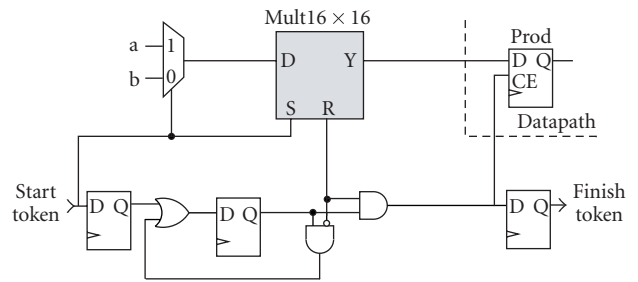 Mult16 × 16
a
1
b
0
D Y
S R
Prod
D Q
CE
Datapath
Start
token
D Q
D Q
D Q
Finish
token